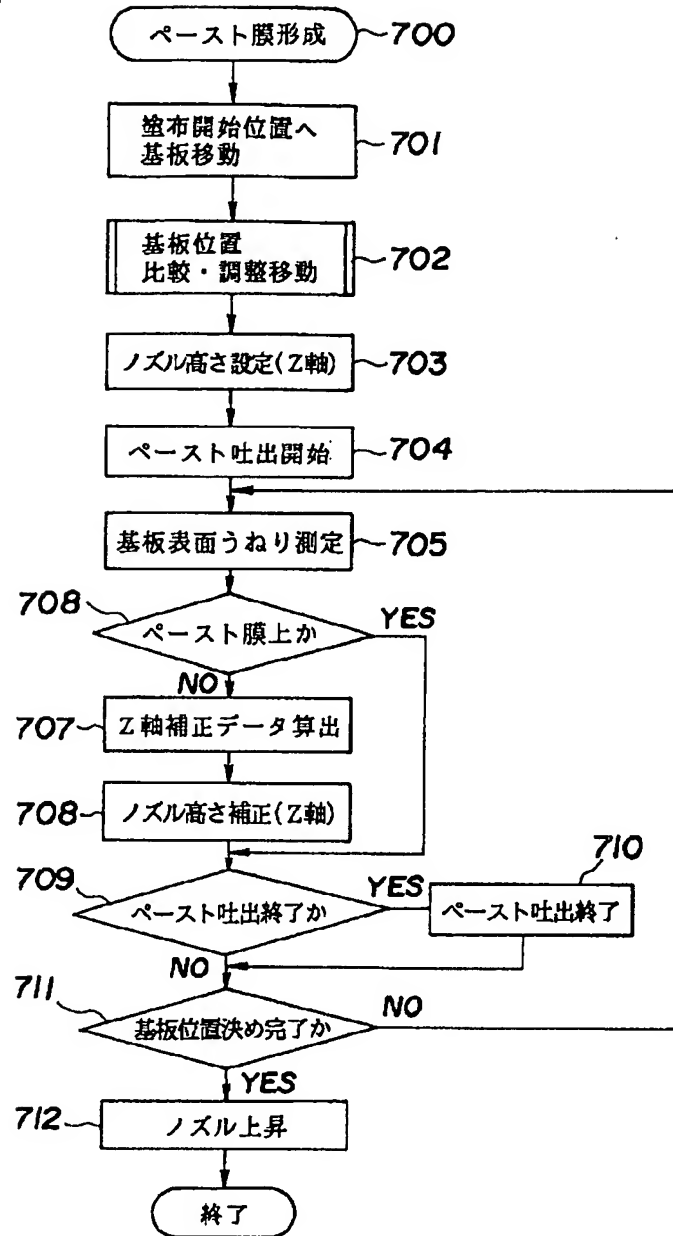 ペースト膜形成
700
塗布開始位置へ
基板移動
701
基板位置
比較・調整移動
702
ノズル高さ設定(Z軸)
703
ペースト吐出開始
704
基板表面うねり測定
705
708
ペースト膜上か
YES
NO
707
Z軸補正データ算出
708
ノズル高さ補正(Z軸)
709
ペースト吐出終了か
YES
710
ペースト吐出終了
NO
711
基板位置決め完了か
NO
YES
712
ノズル上昇
終了